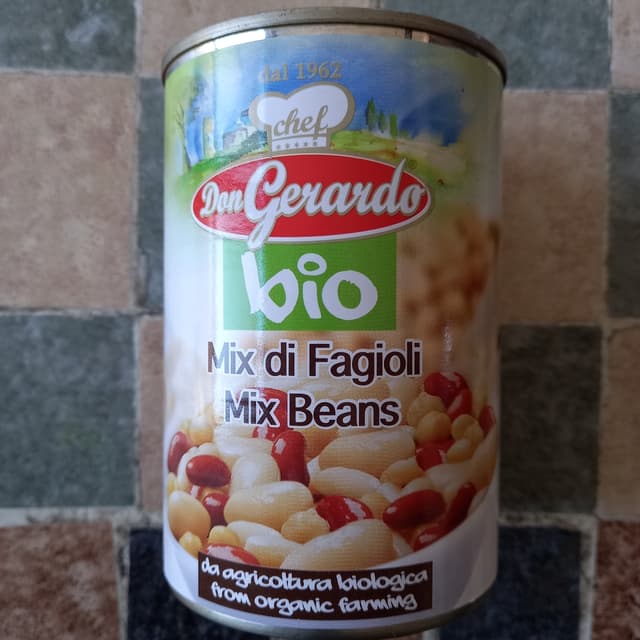 dal 1962
chef
Don Gerardo
bio
Mix di Fagioli
Mix Beans
da agricoltura biologica
from organic farming